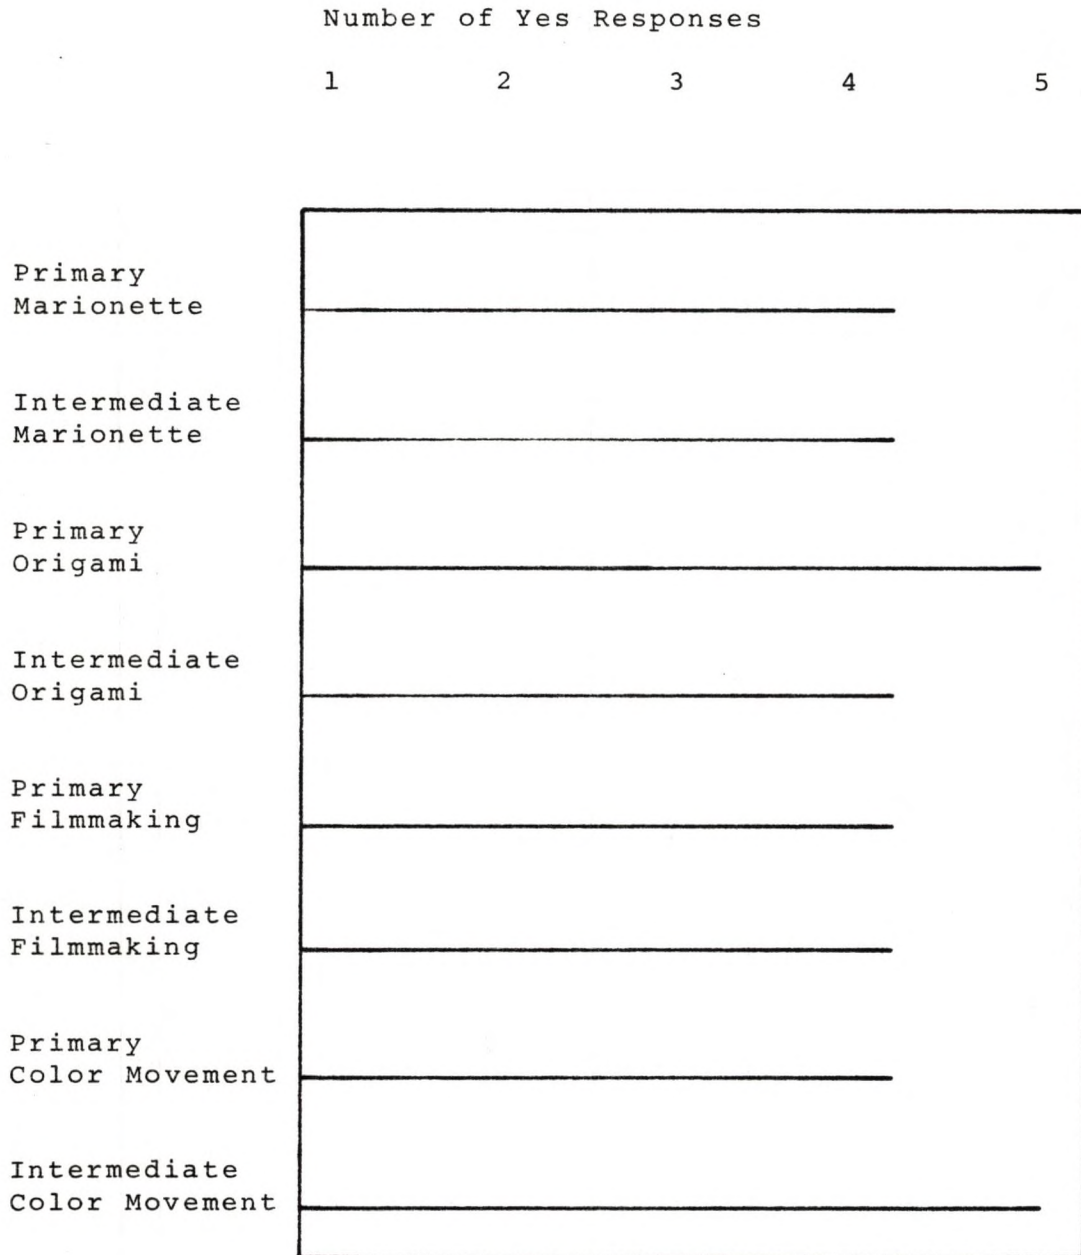 Number of Yes Responses
1 2 3 4 5
Primary
Marionette
Intermediate
Marionette
Primary
Origami
Intermediate
Origami
Primary
Filmmaking
Intermediate
Filmmaking
Primary
Color Movement
Intermediate
Color Movement